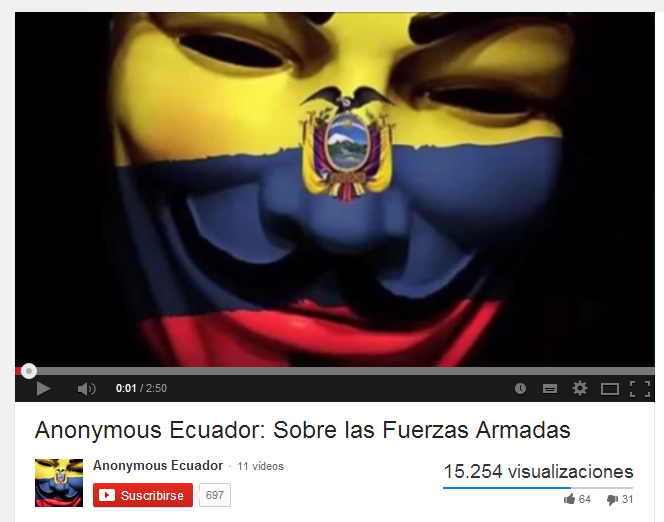 0:01 / 2:50
Anonymous Ecuador: Sobre las Fuerzas Armadas
Anonymous Ecuador · 11 vídeos
Suscribirse 697
15.254 visualizaciones
64 31